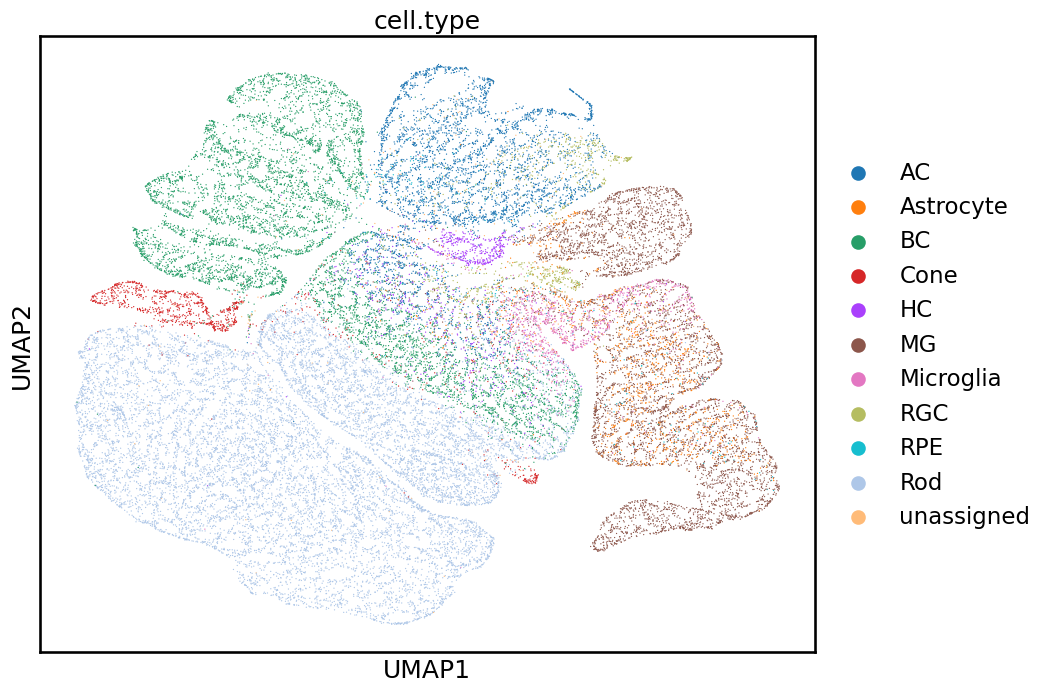 cell.type
UMAP2
UMAP1
AC
Astrocyte
BC
Cone
HC
MG
Microglia
RGC
RPE
Rod
unassigned